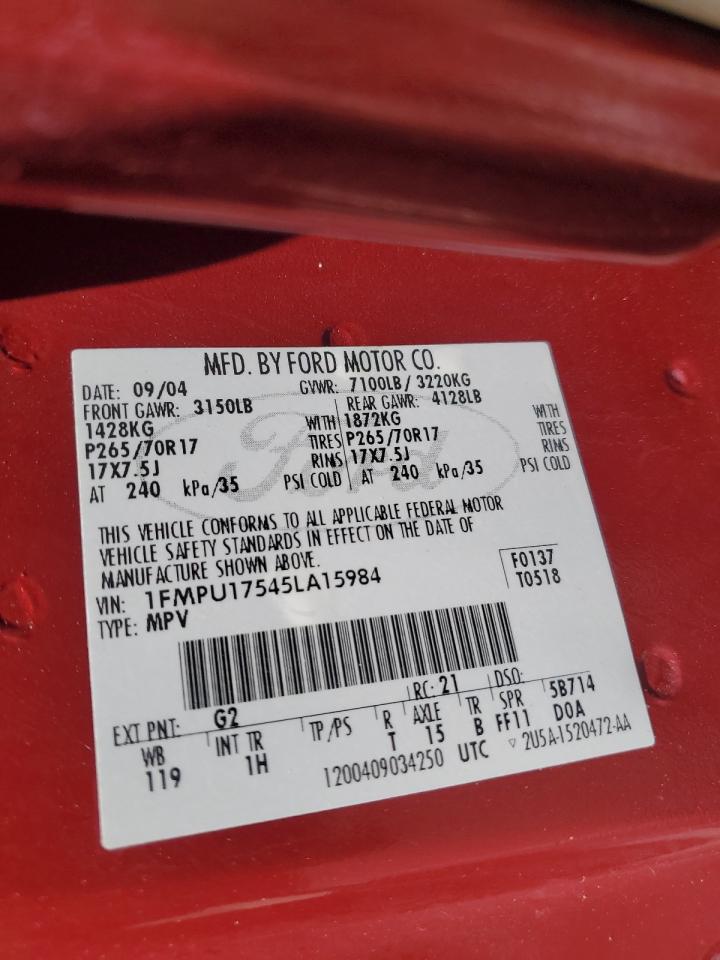 MFD. BY FORD MOTOR CO.
DATE: 09/04 GVWR: 7100LB / 3220KG
FRONT GAWR: 3150LB REAR GAWR: 4128LB
1428KG WITH 1872KG WITH
P265/70R17 TIRES P265/70R17 TIRES
17X7.5J RIMS 17X7.5J RIMS
AT 240 kPa/35 PSI COLD AT 240 kPa/35 PSI COLD
Ford
THIS VEHICLE CONFORMS TO ALL APPLICABLE FEDERAL MOTOR
VEHICLE SAFETY STANDARDS IN EFFECT ON THE DATE OF
MANUFACTURE SHOWN ABOVE.
VIN: 1FMPU17545LA15984 F0137
TYPE: MPV T0518
EXT PNT: G2 RC: 21 DSO:
WB INT TR TP/PS R AXLE TR SPR 5B714
119 1H T 15 B FF11 DOA
1200409034250 UTC ▽ 2U5A-1520472-AA